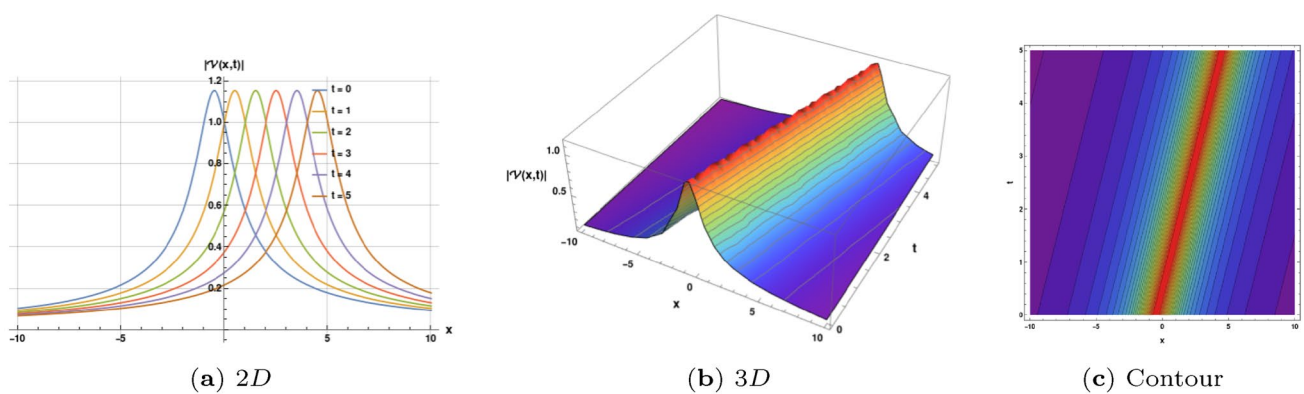 |𝒱(x,t)|
1.2
1.0
0.8
0.6
0.4
0.2
t = 0
t = 1
t = 2
t = 3
t = 4
t = 5
-10 -5 0 5 10 x
|𝒱(x,t)|
1.0
0.5
-10 -5 0 5 10
x
0 2 4
t
5
4
3
2
1
0
t
-10 -5 0 5 10
x
(a) 2D
(b) 3D
(c) Contour